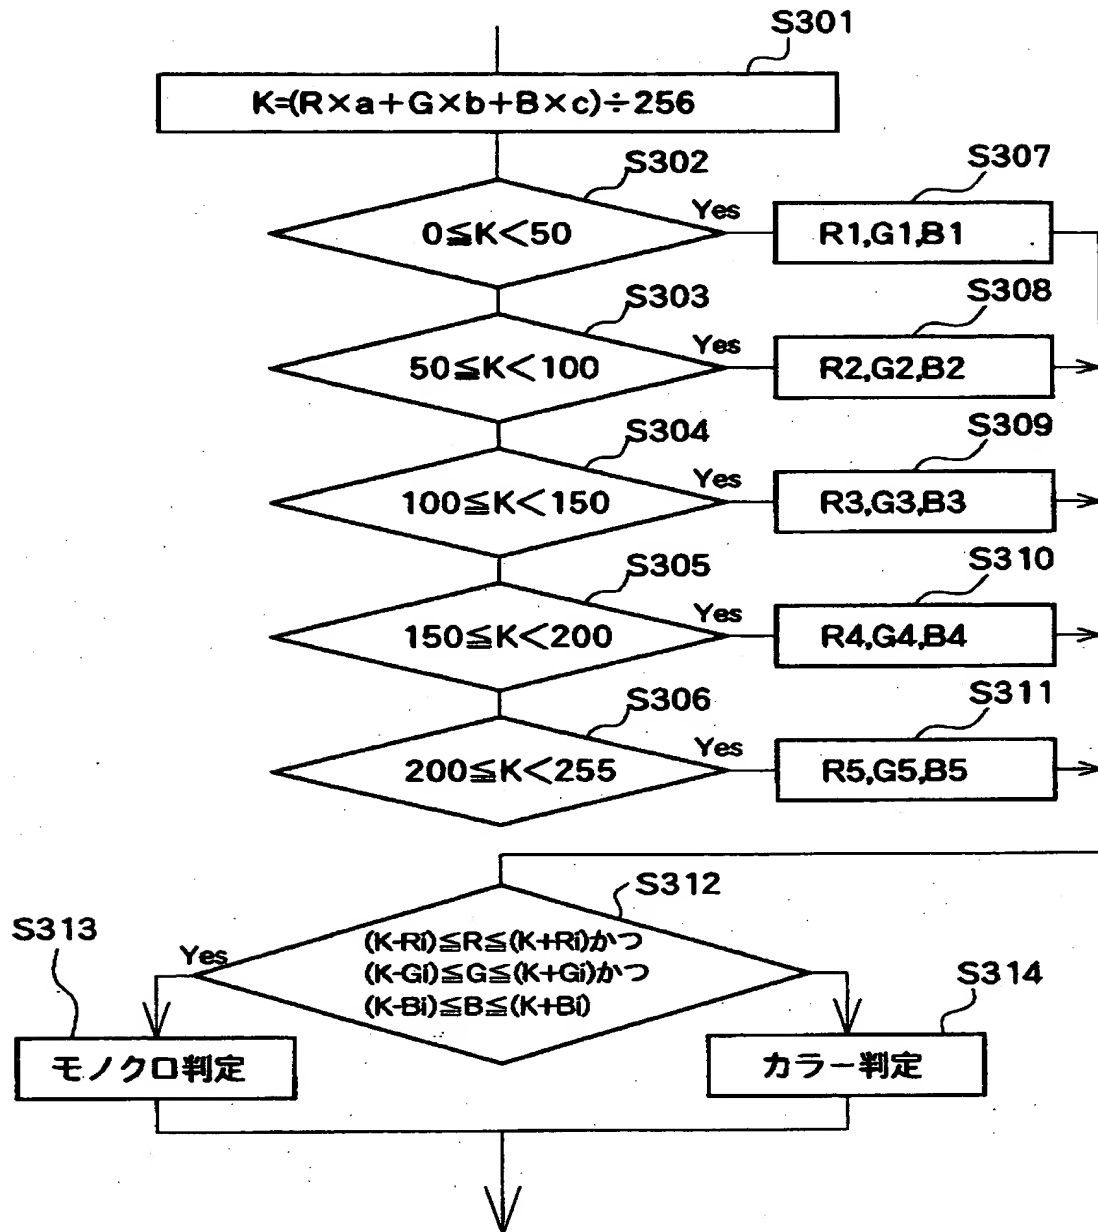 S301
K=(R×a+G×b+B×c)÷256
S302
0≦K<50
Yes
S307
R1,G1,B1
S303
50≦K<100
Yes
S308
R2,G2,B2
S304
100≦K<150
Yes
S309
R3,G3,B3
S305
150≦K<200
Yes
S310
R4,G4,B4
S306
200≦K<255
Yes
S311
R5,G5,B5
S312
(K-Ri)≦R≦(K+Ri)かつ
(K-Gi)≦G≦(K+Gi)かつ
(K-Bi)≦B≦(K+Bi)
Yes
S313
モノクロ判定
S314
カラー判定